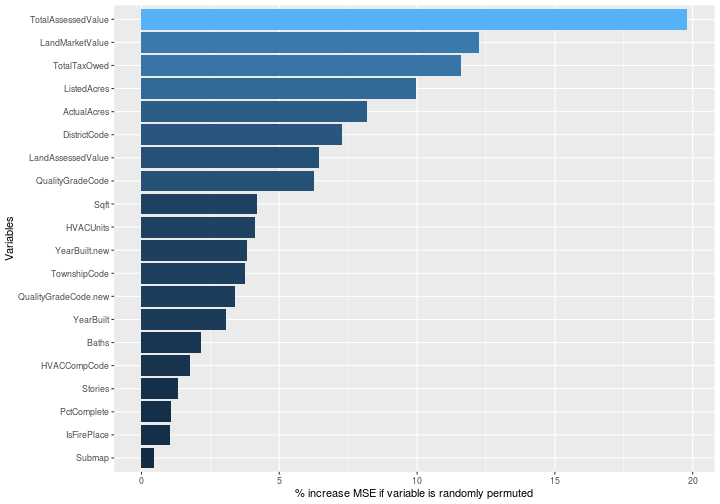 Variables
TotalAssessedValue
LandMarketValue
TotalTaxOwed
ListedAcres
ActualAcres
DistrictCode
LandAssessedValue
QualityGradeCode
Sqft
HVACUnits
YearBuilt.new
TownshipCode
QualityGradeCode.new
YearBuilt
Baths
HVACCompCode
Stories
PctComplete
IsFirePlace
Submap
0 5 10 15 20
% increase MSE if variable is randomly permuted